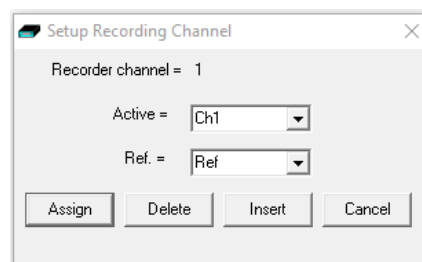 Setup Recording Channel
Recorder channel = 1
Active = Ch1
Ref. = Ref
Assign Delete Insert Cancel